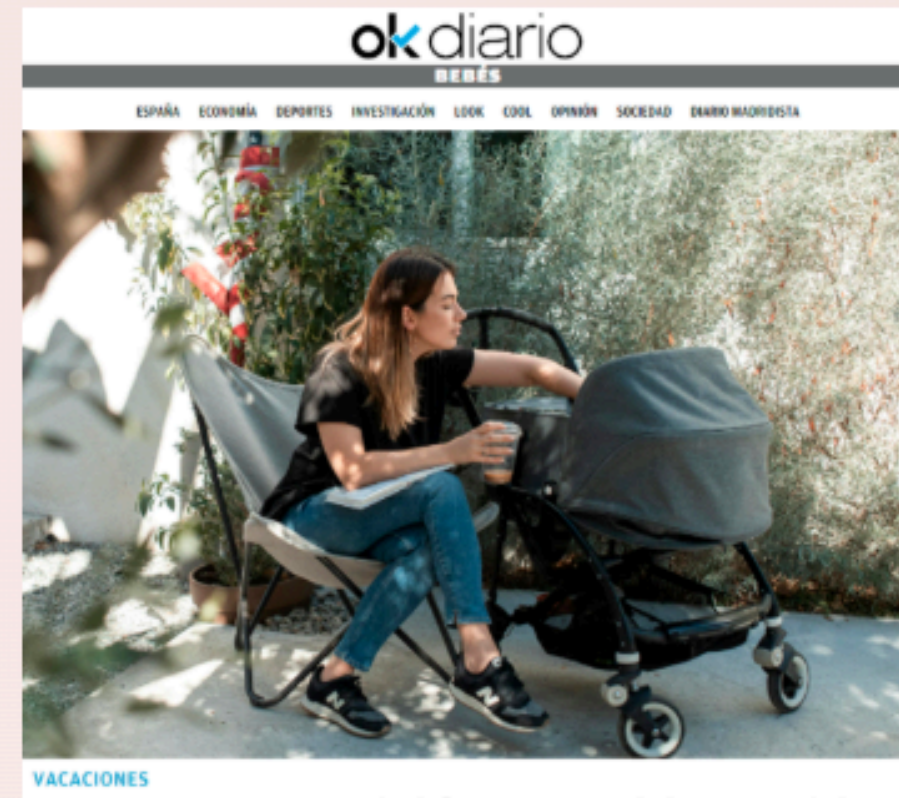 okdiario
BEBÉS
ESPAÑA ECONOMÍA DEPORTES INVESTIGACIÓN LOOK COOL OPINIÓN SOCIEDAD DIARIO MADRIDISTA
N
N
VACACIONES